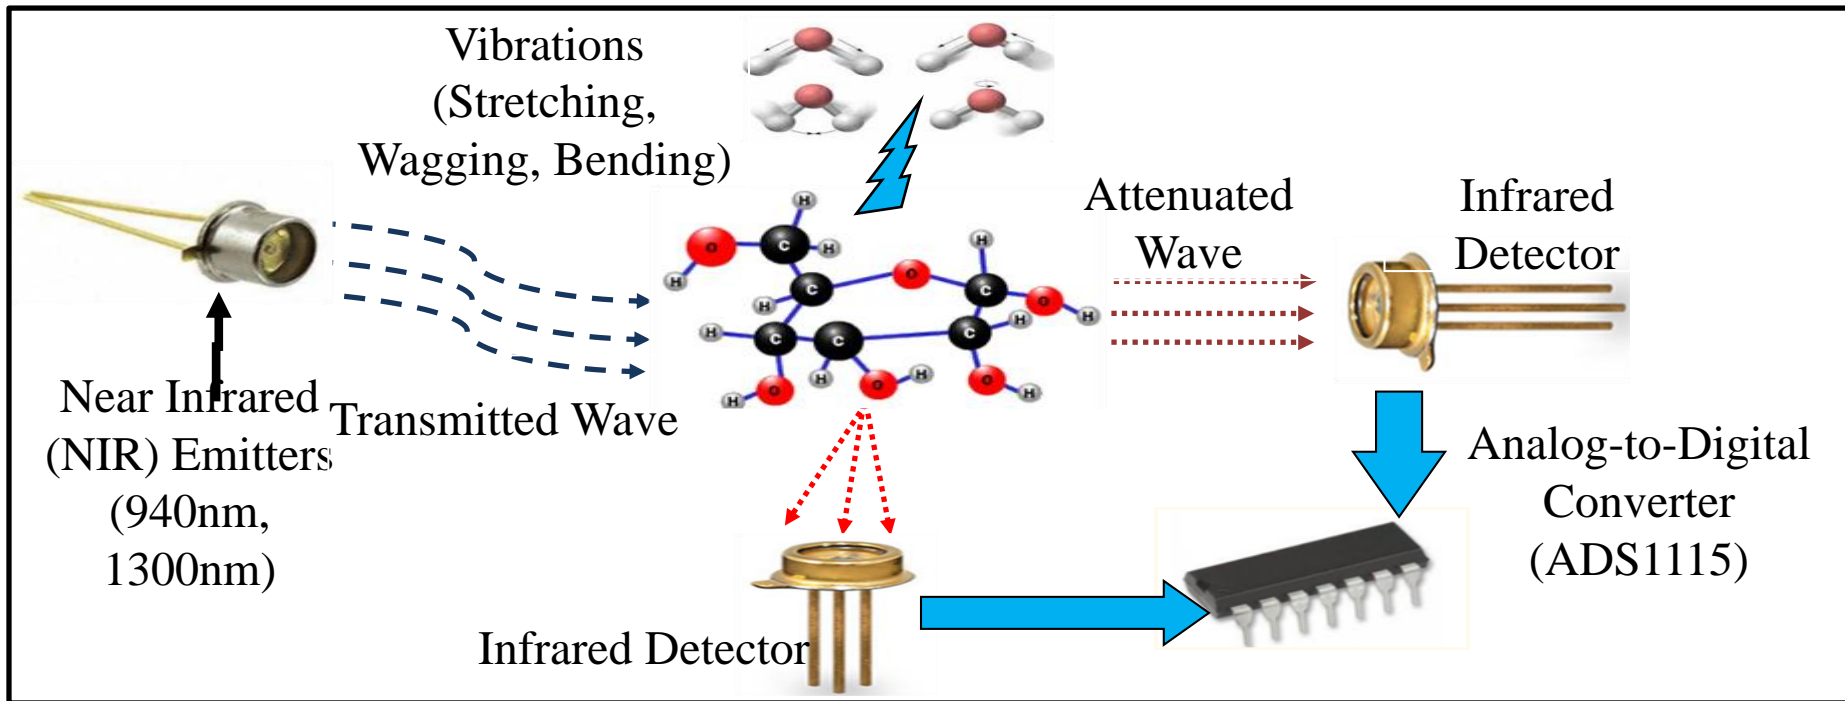 Vibrations
(Stretching,
Wagging, Bending)
Attenuated
Wave
Infrared
Detector
Near Infrared
(NIR) Emitters
(940nm,
1300nm)
Transmitted Wave
H
O
C
H
H
H
C
O
C
H
O
H
H
C
C
C
H
H
O
H
O
H
O
H
Analog-to-Digital
Converter
(ADS1115)
Infrared Detector